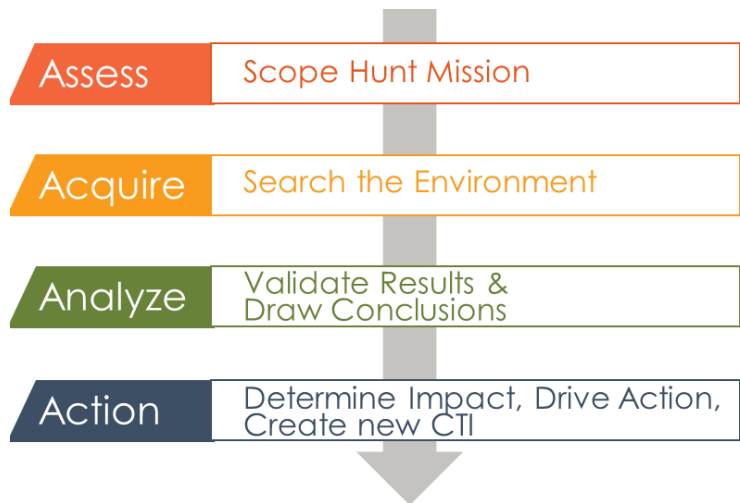 Assess
Scope Hunt Mission
Acquire
Search the Environment
Analyze
Validate Results &
Draw Conclusions
Action
Determine Impact, Drive Action,
Create new CTI